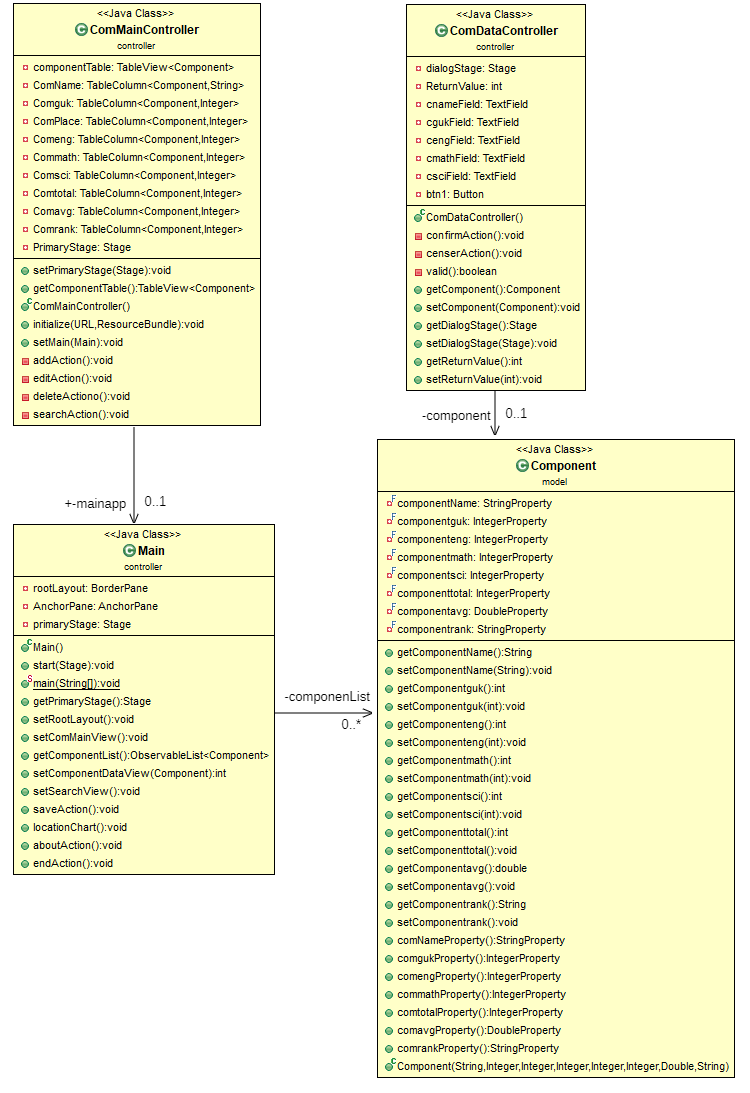 <<Java Class>>
ComMainController
controller
componentTable: TableView<Component>
ComName: TableColumn<Component,String>
Comguk: TableColumn<Component,Integer>
ComPlace: TableColumn<Component,Integer>
Comeng: TableColumn<Component,Integer>
Commath: TableColumn<Component,Integer>
Comsci: TableColumn<Component,Integer>
Comtotal: TableColumn<Component,Integer>
Comavg: TableColumn<Component,Integer>
Comrank: TableColumn<Component,Integer>
PrimaryStage: Stage
setPrimaryStage(Stage):void
getComponentTable():TableView<Component>
ComMainController()
initialize(URL,ResourceBundle):void
setMain(Main):void
addAction():void
editAction():void
deleteActiono():void
searchAction():void
<<Java Class>>
ComDataController
controller
dialogStage: Stage
ReturnValue: int
cnameField: TextField
cgukField: TextField
cengField: TextField
cmathField: TextField
csciField: TextField
btn1: Button
ComDataController()
confirmAction():void
censerAction():void
valid():boolean
getComponent():Component
setComponent(Component):void
getDialogStage():Stage
setDialogStage(Stage):void
getReturnValue():int
setReturnValue(int):void
-component 0..1
+-mainapp 0..1
<<Java Class>>
Main
controller
rootLayout: BorderPane
AnchorPane: AnchorPane
primaryStage: Stage
Main()
start(Stage):void
main(String[]):void
getPrimaryStage():Stage
setRootLayout():void
setComMainView():void
getComponentList():ObservableList<Component>
setComponentDataView(Component):int
setSearchView():void
saveAction():void
locationChart():void
aboutAction():void
endAction():void
-componenList
0..*
<<Java Class>>
Component
model
componentName: StringProperty
componentguk: IntegerProperty
componenteng: IntegerProperty
componentmath: IntegerProperty
componentsci: IntegerProperty
componenttotal: IntegerProperty
componentavg: DoubleProperty
componentrank: StringProperty
getComponentName():String
setComponentName(String):void
getComponentguk():int
setComponentguk(int):void
getComponenteng():int
setComponenteng(int):void
getComponentmath():int
setComponentmath(int):void
getComponentsci():int
setComponentsci(int):void
getComponenttotal():int
setComponenttotal():void
getComponentavg():double
setComponentavg():void
getComponentrank():String
setComponentrank():void
comNameProperty():StringProperty
comgukProperty():IntegerProperty
comengProperty():IntegerProperty
commathProperty():IntegerProperty
comtotalProperty():IntegerProperty
comavgProperty():DoubleProperty
comrankProperty():StringProperty
Component(String,Integer,Integer,Integer,Integer,Integer,Double,String)